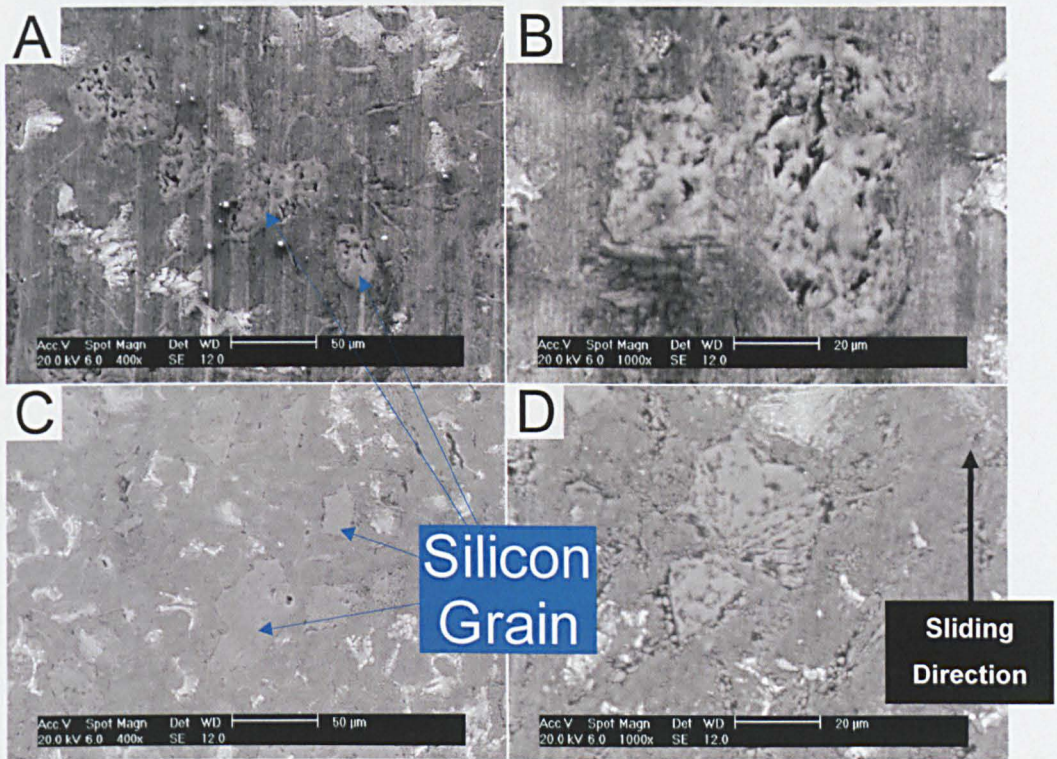 A
Acc.V Spot Magn Det WD 50 µm
20.0 kV 6.0 400x SE 12.0
B
Acc.V Spot Magn Det WD 20 µm
20.0 kV 6.0 1000x SE 12.0
C
Acc.V Spot Magn Det WD 50 µm
20.0 kV 6.0 400x SE 12.0
D
Acc.V Spot Magn Det WD 20 µm
20.0 kV 6.0 1000x SE 12.0
Silicon
Grain
Sliding
Direction